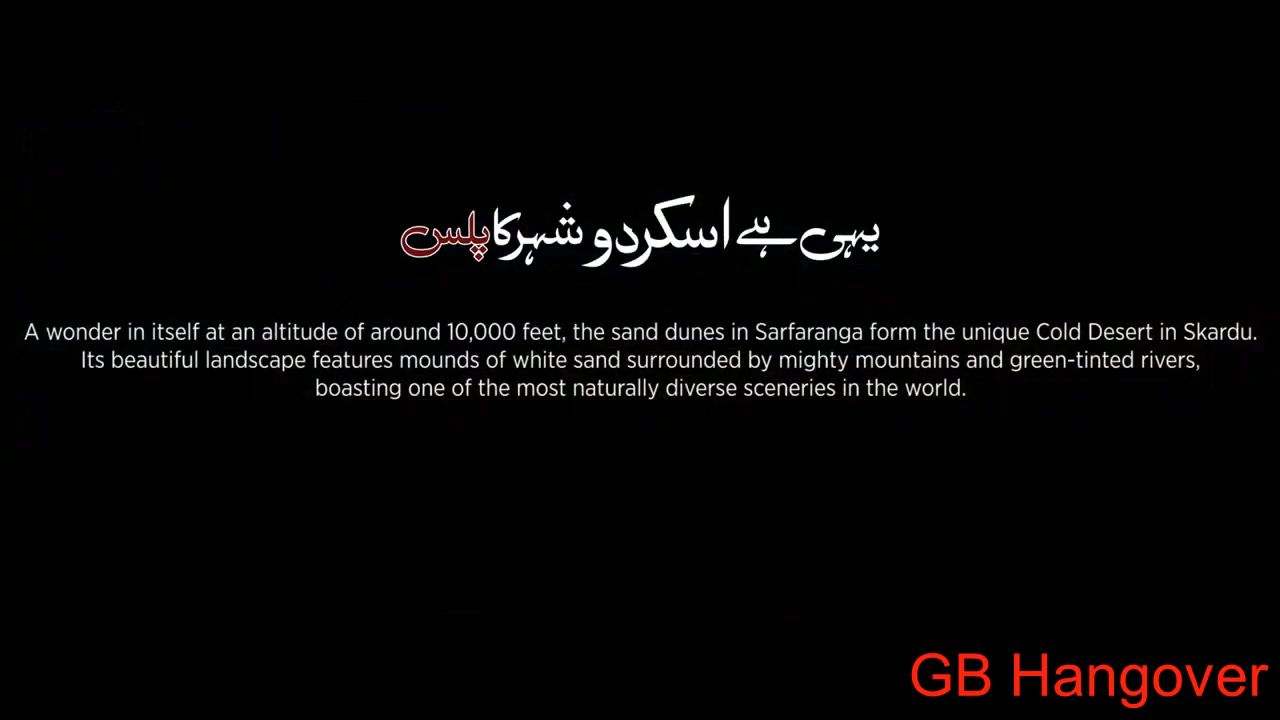 یہی ہے اسکردو شہر کا پلس
A wonder in itself at an altitude of around 10,000 feet, the sand dunes in Sarfaranga form the unique Cold Desert in Skardu.
Its beautiful landscape features mounds of white sand surrounded by mighty mountains and green-tinted rivers,
boasting one of the most naturally diverse sceneries in the world.
GB Hangover